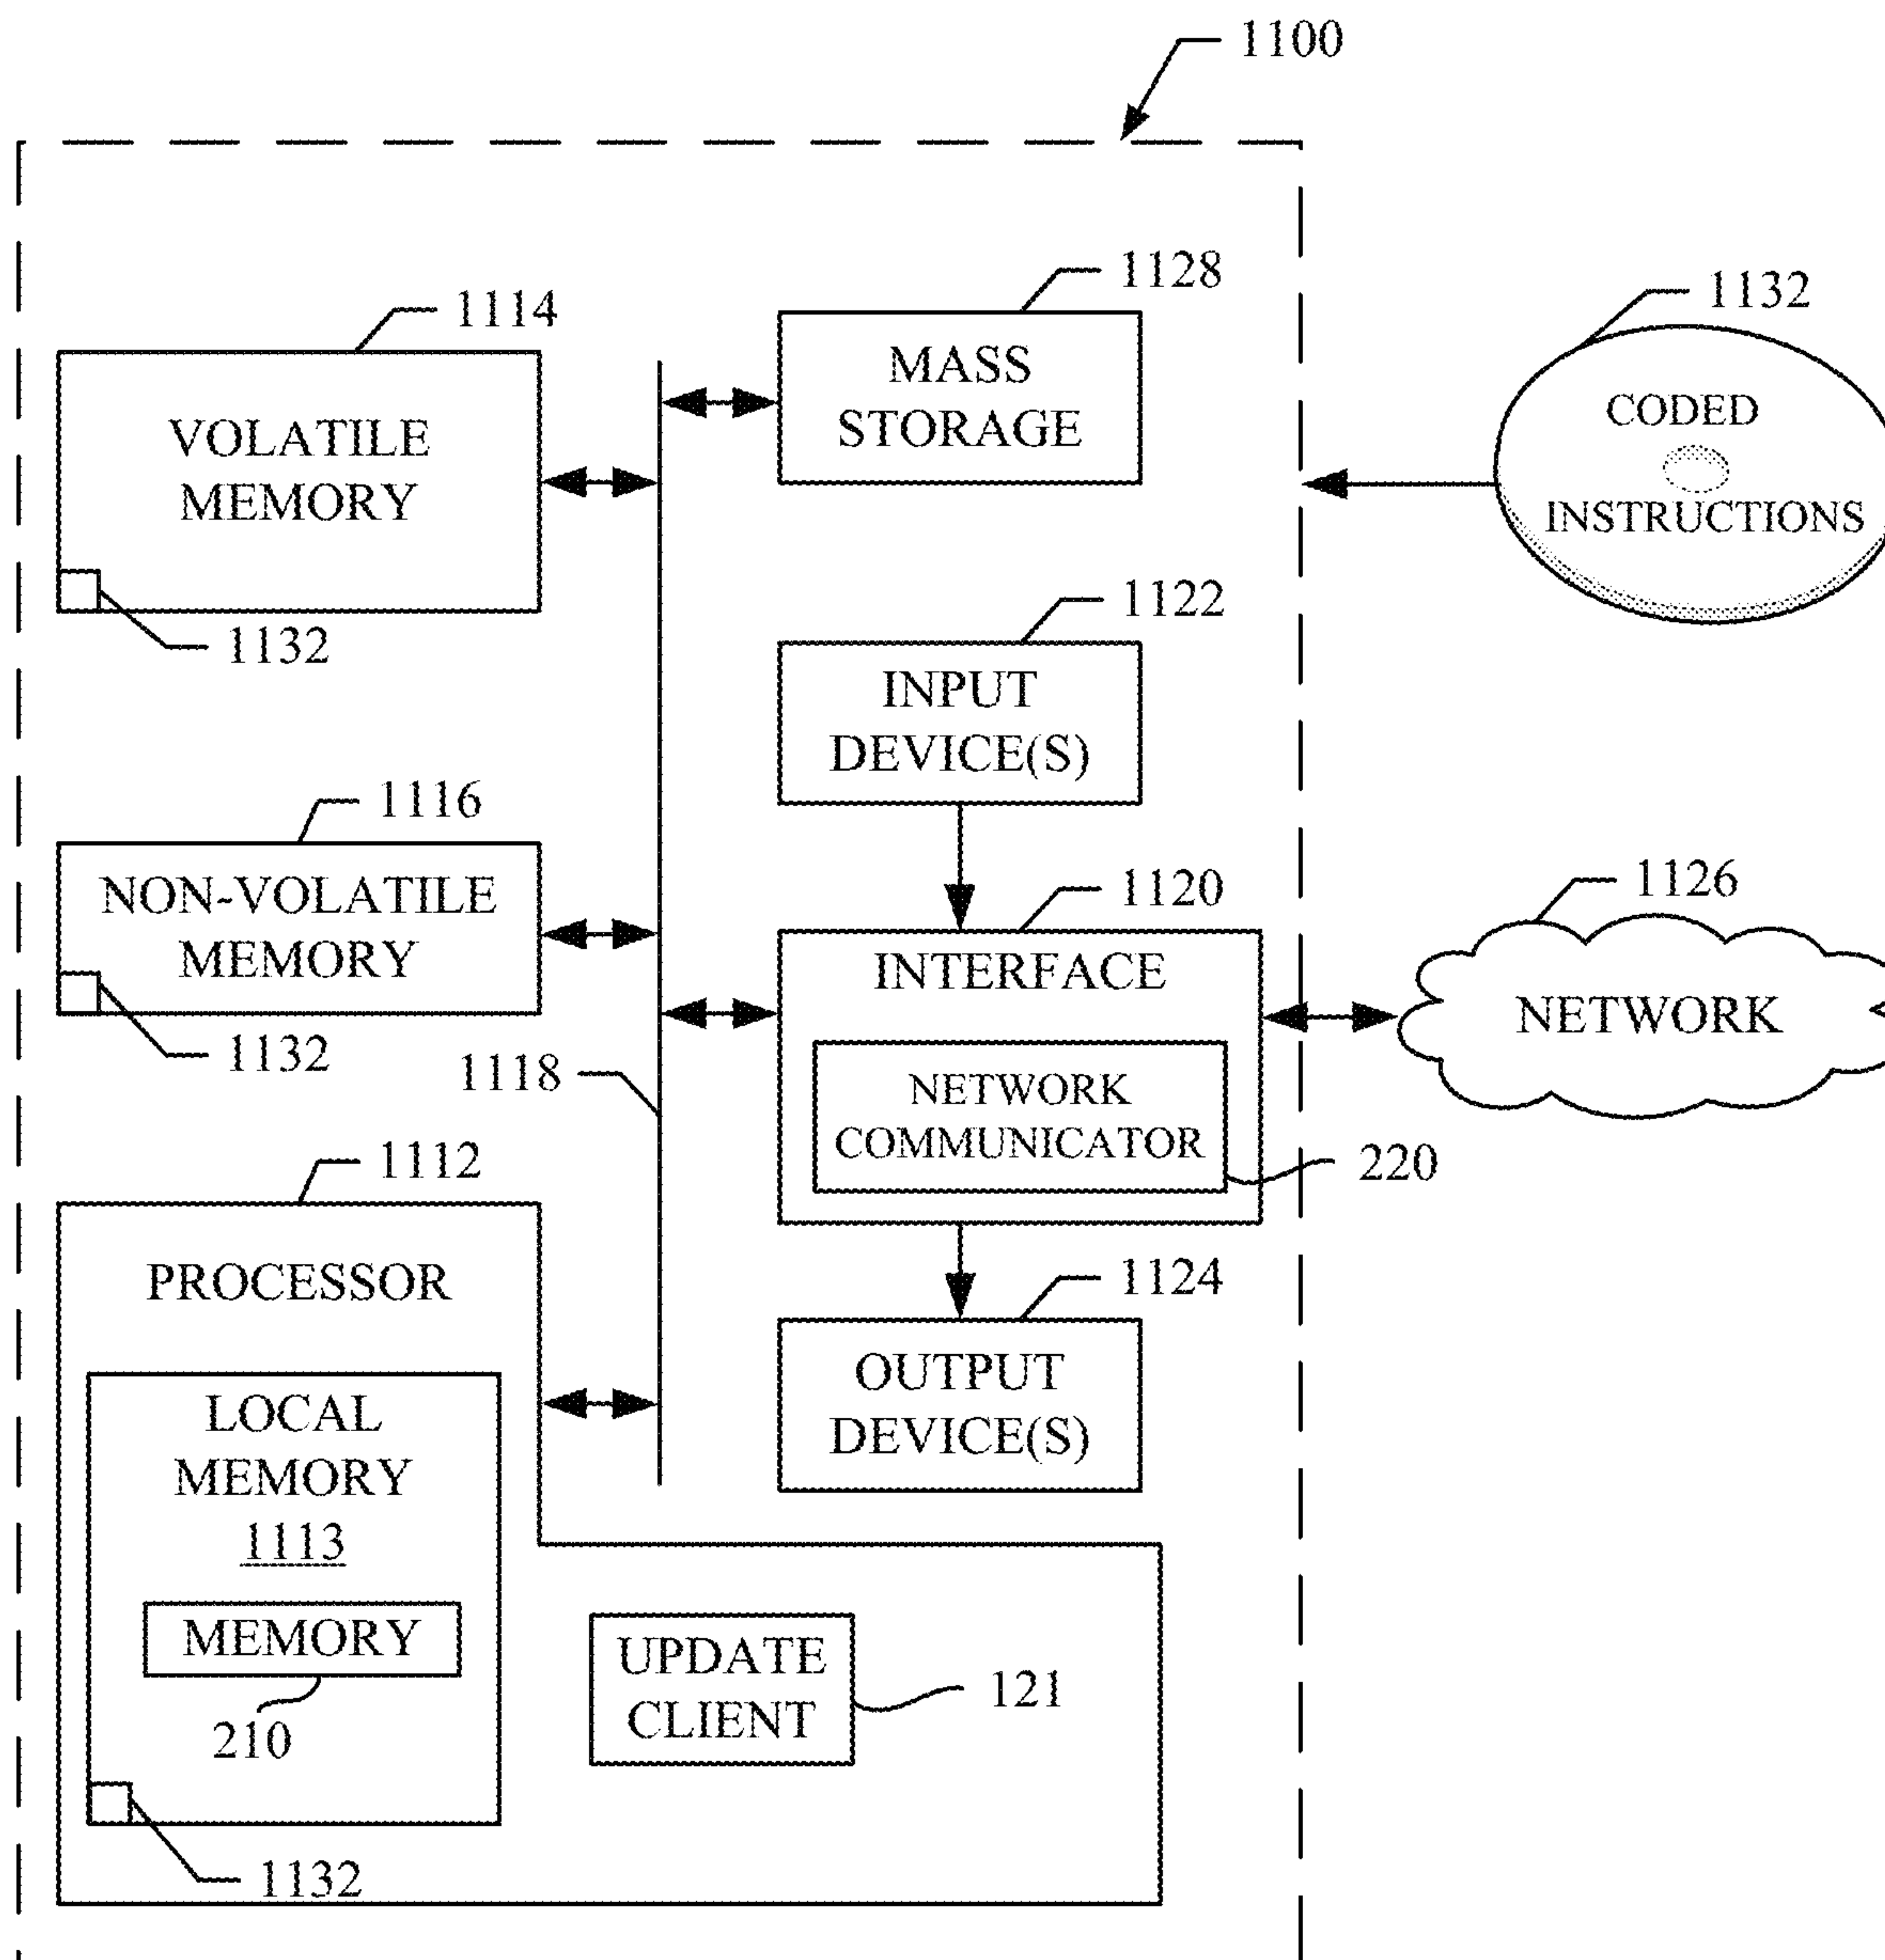 1100
1128
1114
1132
MASS
STORAGE
VOLATILE
MEMORY
CODED
INSTRUCTIONS
1132
1122
INPUT
DEVICE(S)
1116
NON-VOLATILE
MEMORY
1132
1120
INTERFACE
1126
NETWORK
1118
NETWORK
COMMUNICATOR
220
1112
PROCESSOR
1124
OUTPUT
DEVICE(S)
LOCAL
MEMORY
1113
MEMORY
210
UPDATE
CLIENT
121
1132